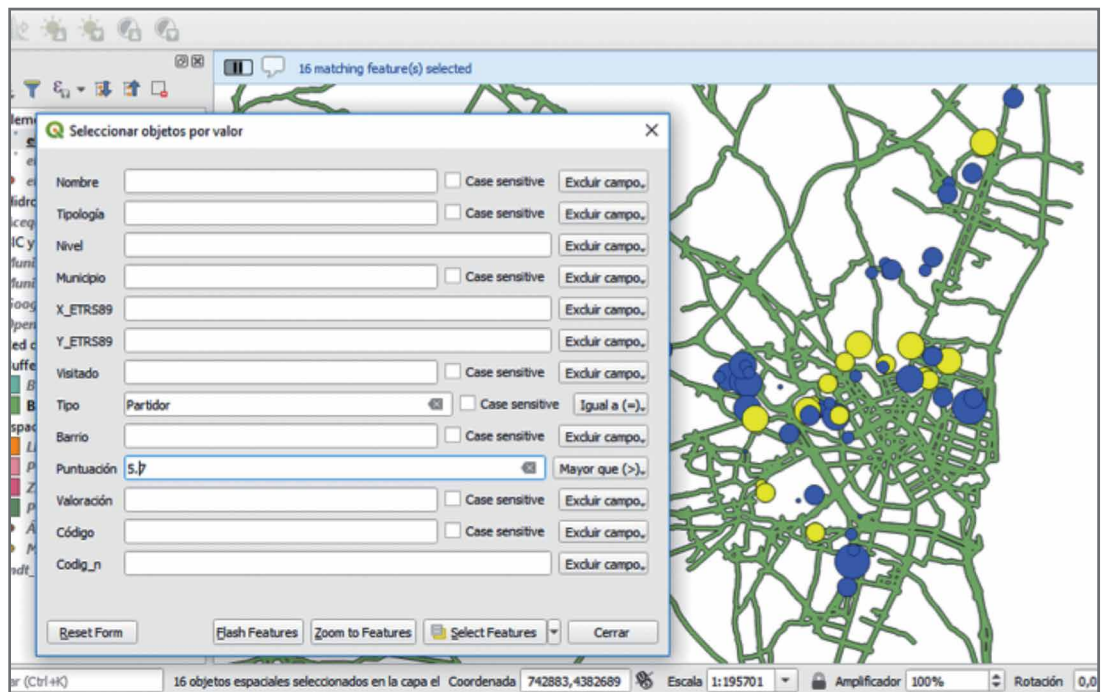 16 matching feature(s) selected
Seleccionar objetos por valor
Nombre Case sensitive Excluir campo
Tipología Case sensitive Excluir campo
Nivel Excluir campo
Municipio Case sensitive Excluir campo
X_ETRS89 Excluir campo
Y_ETRS89 Excluir campo
Visitado Case sensitive Excluir campo
Tipo Partidor Case sensitive Igual a (=)
Barrio Case sensitive Excluir campo
Puntuación 5.7 Mayor que (>)
Valoración Case sensitive Excluir campo
Código Case sensitive Excluir campo
Codig_n Excluir campo
Reset Form Flash Features Zoom to Features Select Features Cerrar
ar (Ctrl+K) 16 objetos espaciales seleccionados en la capa el Coordenada 742883,4382689 Escala 1:195701 Amplificador 100% Rotación 0,0